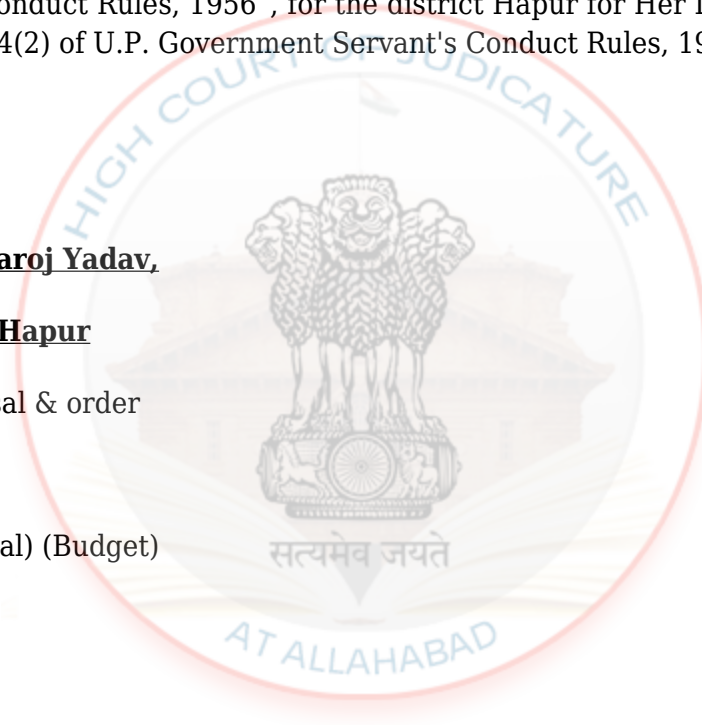 onduct Rules, 1956 , for the district Hapur for Her
4(2) of U.P. Government Servant's Conduct Rules, 19
HIGH COURT OF JUDICATURE
aroj Yadav,
Hapur
al & order
al) (Budget)
सत्यमेव जयते
AT ALLAHABAD